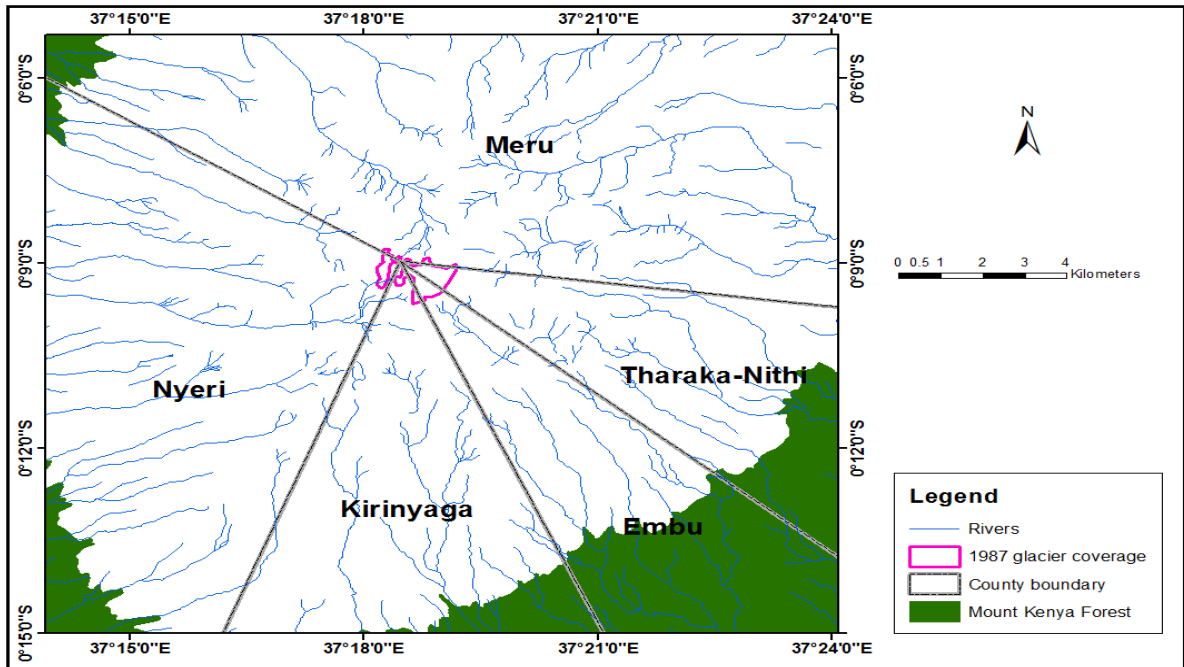 37°15'0"E 37°18'0"E 37°21'0"E 37°24'0"E
0°6'0"S 0°6'0"S
Meru
N
0°9'0"S 0°9'0"S
0 0.5 1 2 3 4
Kilometers
Nyeri
Tharaka-Nithi
0°12'0"S 0°12'0"S
Kirinyaga
Embu
Legend
Rivers
1987 glacier coverage
County boundary
Mount Kenya Forest
0°15'0"S 0°15'0"S
37°15'0"E 37°18'0"E 37°21'0"E 37°24'0"E